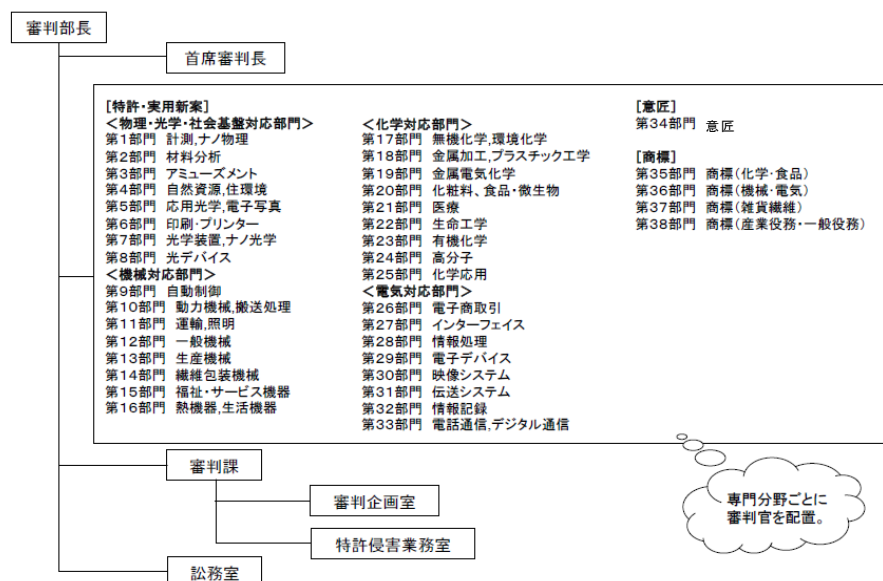 審判部長
首席審判長
[特許・実用新案]
<物理・光学・社会基盤対応部門>
第1部門 計測,ナノ物理
第2部門 材料分析
第3部門 アミューズメント
第4部門 自然資源,住環境
第5部門 応用光学,電子写真
第6部門 印刷・プリンター
第7部門 光学装置,ナノ光学
第8部門 光デバイス
<機械対応部門>
第9部門 自動制御
第10部門 動力機械,搬送処理
第11部門 運輸,照明
第12部門 一般機械
第13部門 生産機械
第14部門 繊維包装機械
第15部門 福祉・サービス機器
第16部門 熱機器,生活機器
<化学対応部門>
第17部門 無機化学,環境化学
第18部門 金属加工,プラスチック工学
第19部門 金属電気化学
第20部門 化粧料、食品・微生物
第21部門 医療
第22部門 生命工学
第23部門 有機化学
第24部門 高分子
第25部門 化学応用
<電気対応部門>
第26部門 電子商取引
第27部門 インターフェイス
第28部門 情報処理
第29部門 電子デバイス
第30部門 映像システム
第31部門 伝送システム
第32部門 情報記録
第33部門 電話通信,デジタル通信
[意匠]
第34部門 意匠
[商標]
第35部門 商標(化学・食品)
第36部門 商標(機械・電気)
第37部門 商標(雑貨繊維)
第38部門 商標(産業役務・一般役務)
専門分野ごとに
審判官を配置。
審判課
審判企画室
特許侵害業務室
訟務室